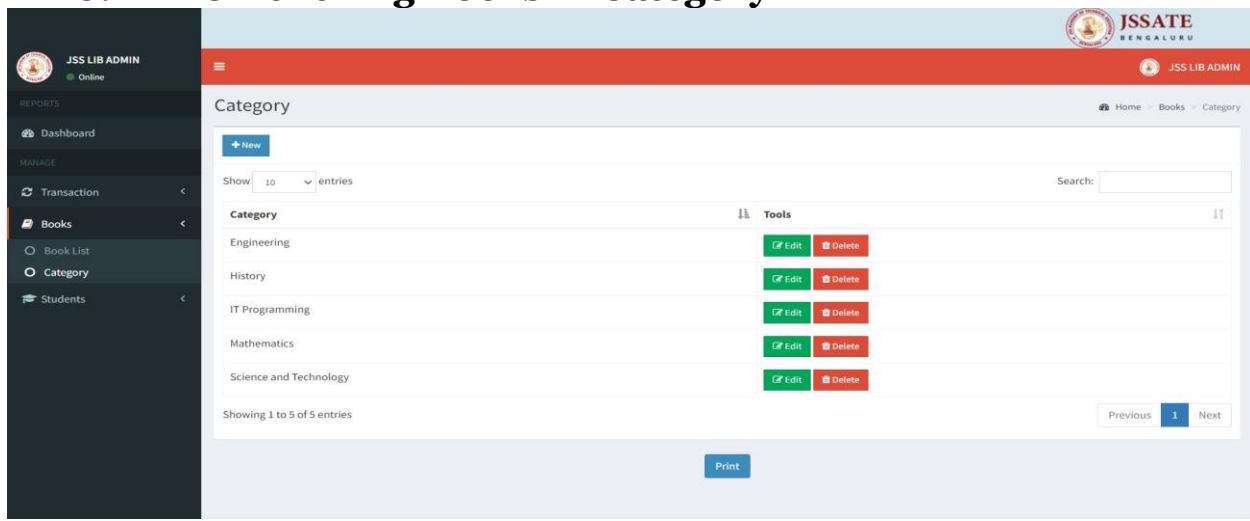 JSSATE
BENGALURU
JSS LIB ADMIN
Online
JSS LIB ADMIN
REPORTS
Category
Home > Books > Category
Dashboard
+ New
MANAGE
Show 10 entries
Search:
Transaction
Category Tools
Books
Engineering Edit Delete
Book List
Category
History Edit Delete
Students
IT Programming Edit Delete
Mathematics Edit Delete
Science and Technology Edit Delete
Showing 1 to 5 of 5 entries
Previous 1 Next
Print